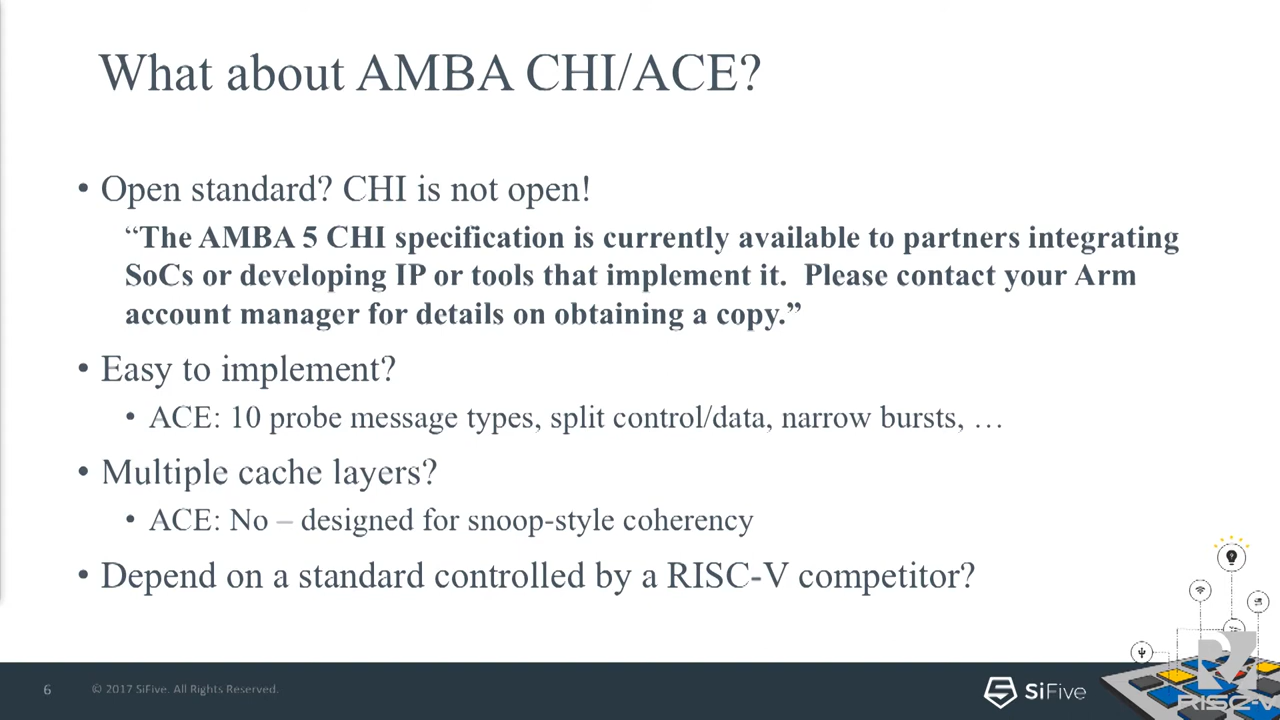 What about AMBA CHI/ACE?
• Open standard? CHI is not open!
“The AMBA 5 CHI specification is currently available to partners integrating
SoCs or developing IP or tools that implement it. Please contact your Arm
account manager for details on obtaining a copy.”
• Easy to implement?
• ACE: 10 probe message types, split control/data, narrow bursts, …
• Multiple cache layers?
• ACE: No – designed for snoop-style coherency
• Depend on a standard controlled by a RISC-V competitor?
6
© 2017 SiFive. All Rights Reserved.
SiFive
RISC-V